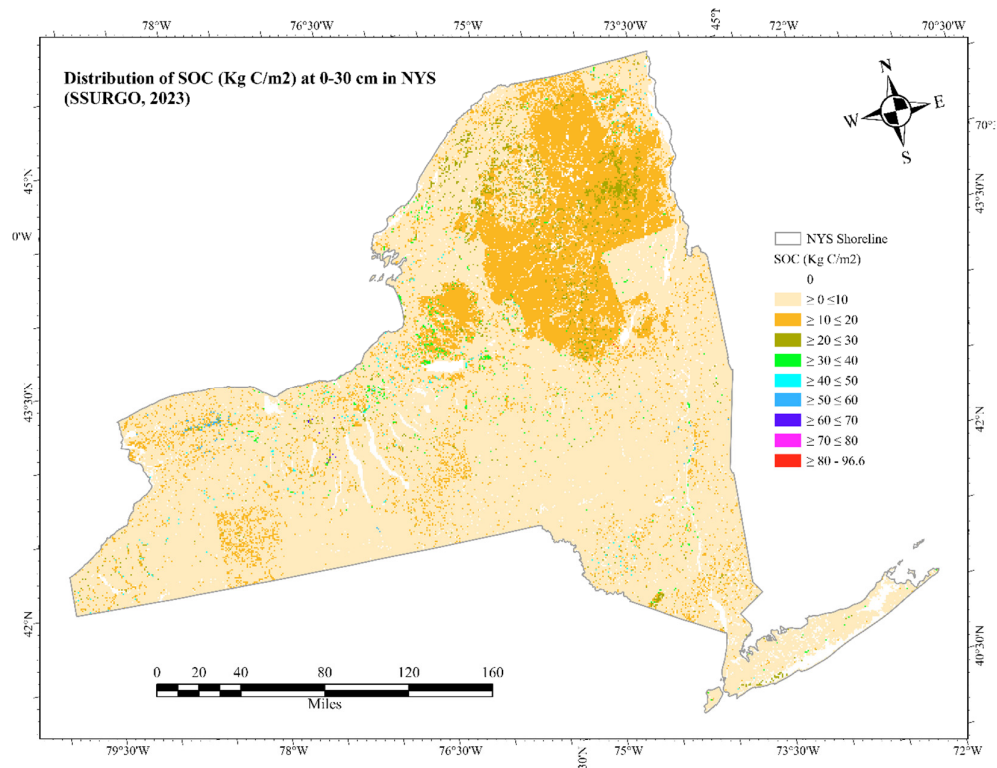 78°W 76°30'W 75°W 73°30'W 45°N 72°W 70°30'W
Distribution of SOC (Kg C/m2) at 0-30 cm in NYS
(SSURGO, 2023)
N
W E
S
45°N
43°30'N
0°W
NYS Shoreline
SOC (Kg C/m2)
0
≥ 0 ≤10
≥ 10 ≤ 20
≥ 20 ≤ 30
≥ 30 ≤ 40
≥ 40 ≤ 50
≥ 50 ≤ 60
≥ 60 ≤ 70
≥ 70 ≤ 80
≥ 80 - 96.6
43°30'N
42°N
42°N
40°30'N
0 20 40 80 120 160
Miles
79°30'W 78°W 76°30'W 75°W 73°30'W 72°W